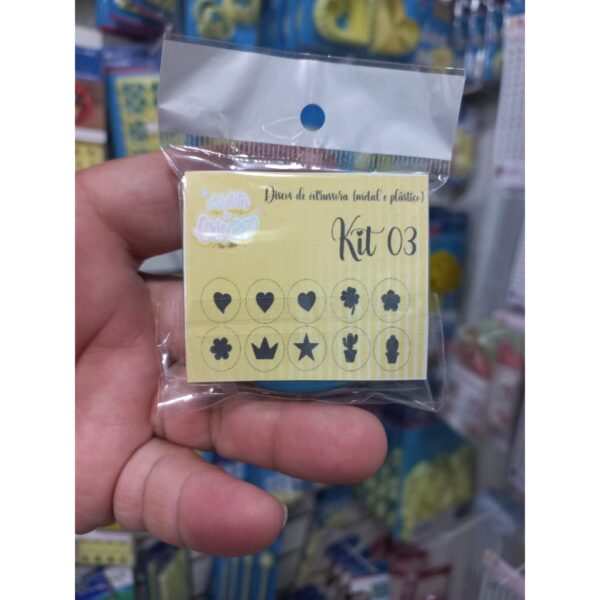 Discos de extrusora (metal e plástico)
Kit 03